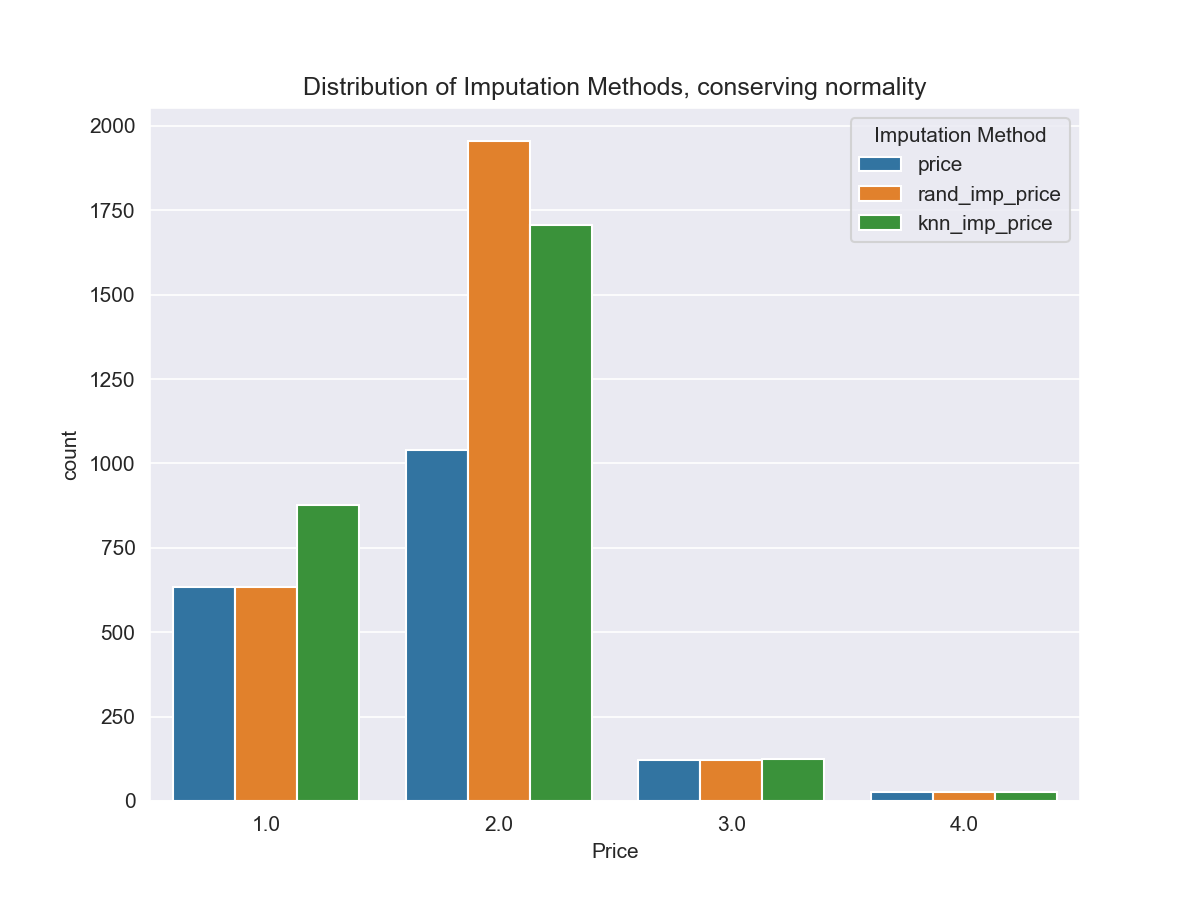 Distribution of Imputation Methods, conserving normality
Imputation Method
price
rand_imp_price
knn_imp_price
count
2000
1750
1500
1250
1000
750
500
250
0
1.0 2.0 3.0 4.0
Price